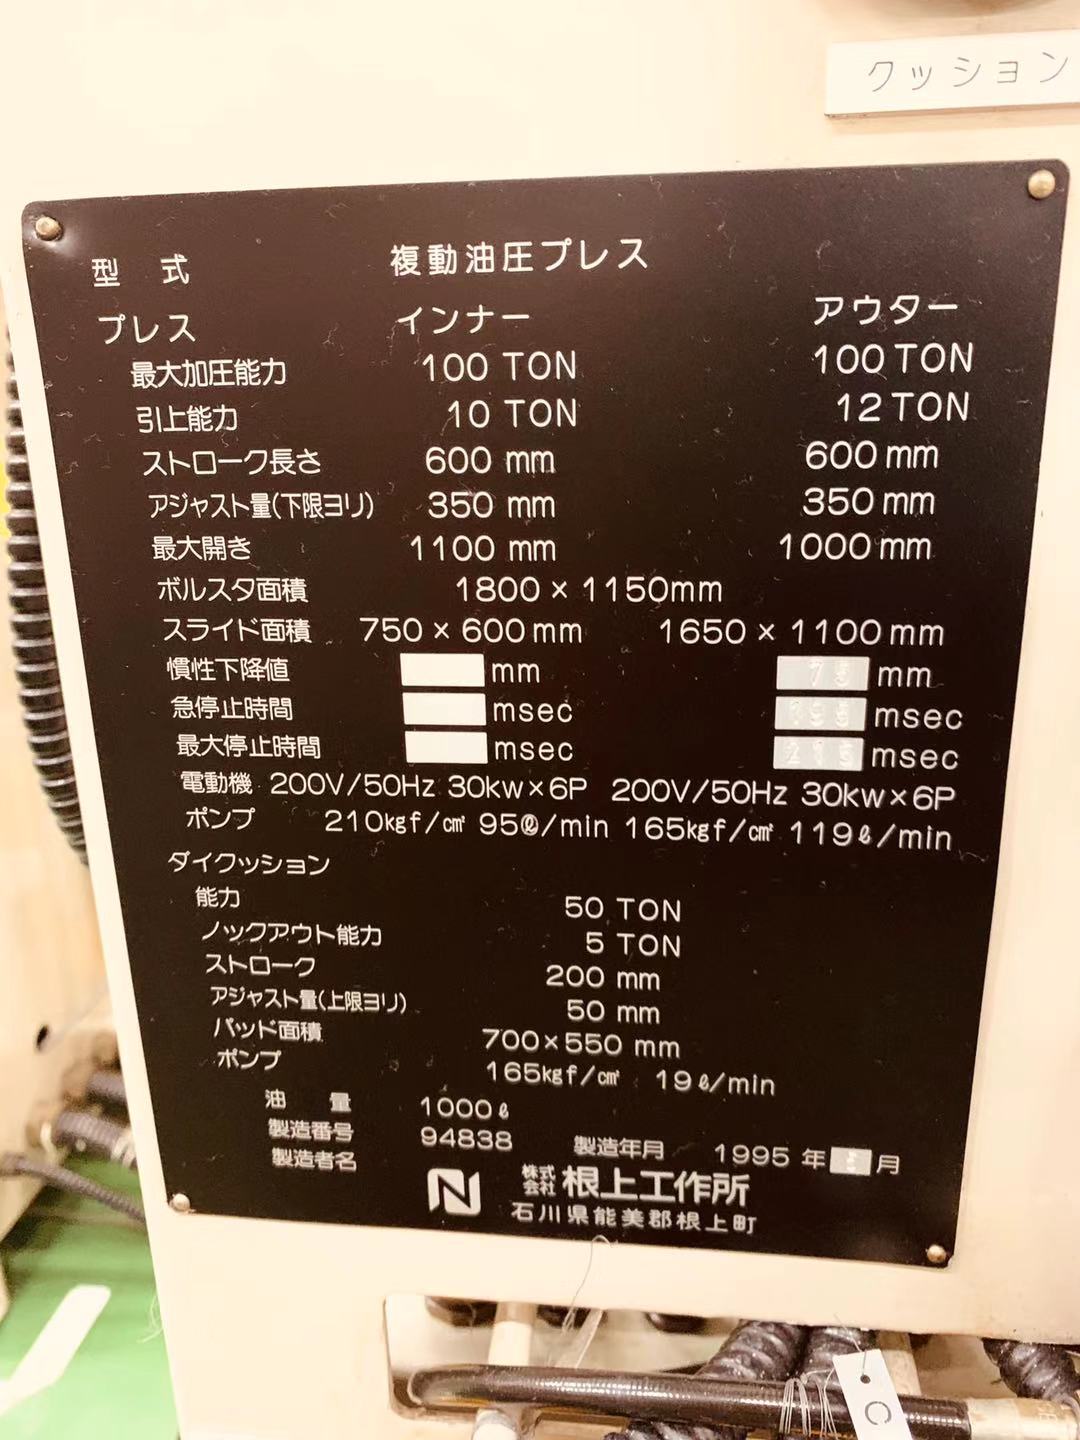 クッション
型 式 複動油圧プレス
プレス インナー アウター
最大加圧能力 100 TON 100 TON
引上能力 10 TON 12 TON
ストローク長さ 600 mm 600 mm
アジャスト量(下限ヨリ) 350 mm 350 mm
最大開き 1100 mm 1000 mm
ボルスタ面積 1800 × 1150mm
スライド面積 750 × 600 mm 1650 × 1100 mm
慣性下降値 mm mm
急停止時間 msec msec
最大停止時間 msec msec
電動機 200V/50Hz 30kw×6P 200V/50Hz 30kw×6P
ポンプ 210kgf/c㎡ 95ℓ/min 165kgf/c㎡ 119ℓ/min
ダイクッション
能力 50 TON
ノックアウト能力 5 TON
ストローク 200 mm
アジャスト量(上限ヨリ) 50 mm
パッド面積 700×550 mm
ポンプ 165kgf/c㎡ 19ℓ/min
油 量 1000ℓ
製造番号 94838 製造年月 1995 年 月
製造者名 N 株式会社 根上工作所
石川県能美郡根上町
C